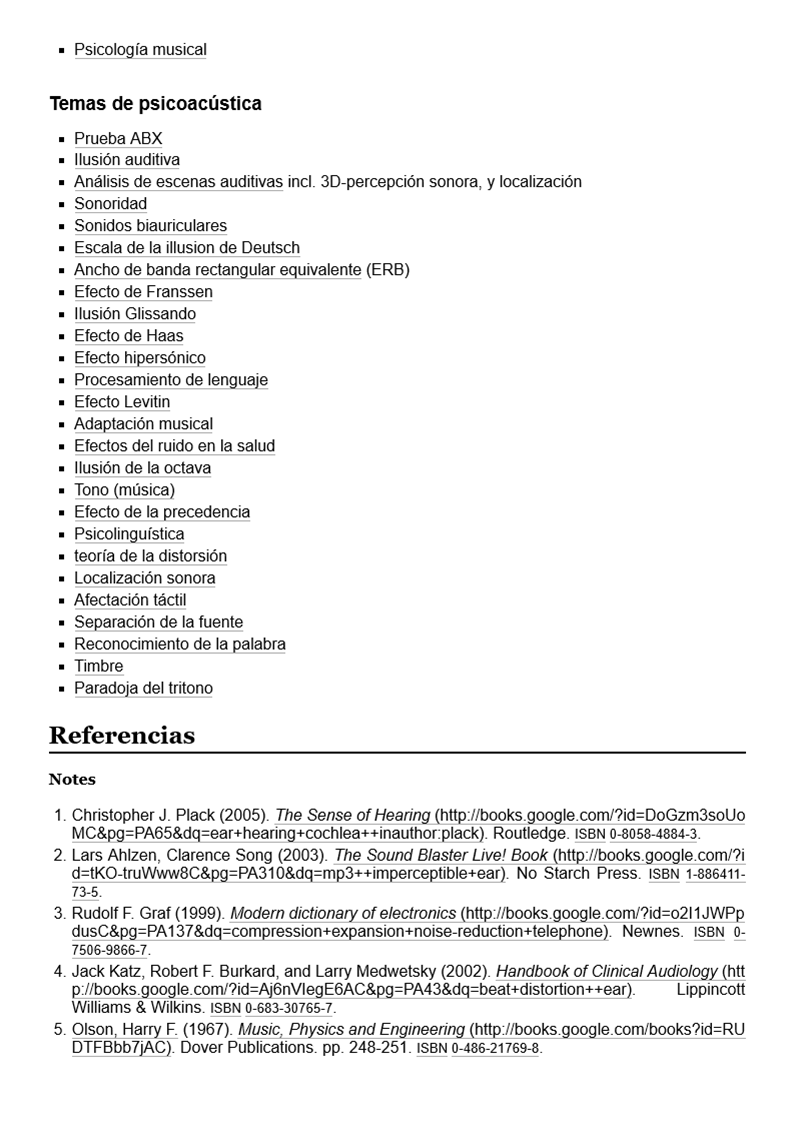 Psicología musical
Temas de psicoacústica
Prueba ABX
Ilusión auditiva
Análisis de escenas auditivas incl. 3D-percepción sonora, y localización
Sonoridad
Sonidos biauriculares
Escala de la illusion de Deutsch
Ancho de banda rectangular equivalente (ERB)
Efecto de Franssen
Ilusión Glissando
Efecto de Haas
Efecto hipersónico
Procesamiento de lenguaje
Efecto Levitin
Adaptación musical
Efectos del ruido en la salud
Ilusión de la octava
Tono (música)
Efecto de la precedencia
Psicolinguística
teoría de la distorsión
Localización sonora
Afectación táctil
Separación de la fuente
Reconocimiento de la palabra
Timbre
Paradoja del tritono
Referencias
Notes
1. Christopher J. Plack (2005). The Sense of Hearing (http://books.google.com/?id=DoGzm3soUo
MC&pg=PA65&dq=ear+hearing+cochlea++inauthor:plack). Routledge. ISBN 0-8058-4884-3.
2. Lars Ahlzen, Clarence Song (2003). The Sound Blaster Live! Book (http://books.google.com/?i
d=tKO-truWww8C&pg=PA310&dq=mp3++imperceptible+ear). No Starch Press. ISBN 1-886411-
73-5.
3. Rudolf F. Graf (1999). Modern dictionary of electronics (http://books.google.com/?id=o2I1JWPp
dusC&pg=PA137&dq=compression+expansion+noise-reduction+telephone). Newnes. ISBN 0-
7506-9866-7.
4. Jack Katz, Robert F. Burkard, and Larry Medwetsky (2002). Handbook of Clinical Audiology (htt
p://books.google.com/?id=Aj6nVIegE6AC&pg=PA43&dq=beat+distortion++ear). Lippincott
Williams & Wilkins. ISBN 0-683-30765-7.
5. Olson, Harry F. (1967). Music, Physics and Engineering (http://books.google.com/books?id=RU
DTFBbb7jAC). Dover Publications. pp. 248-251. ISBN 0-486-21769-8.